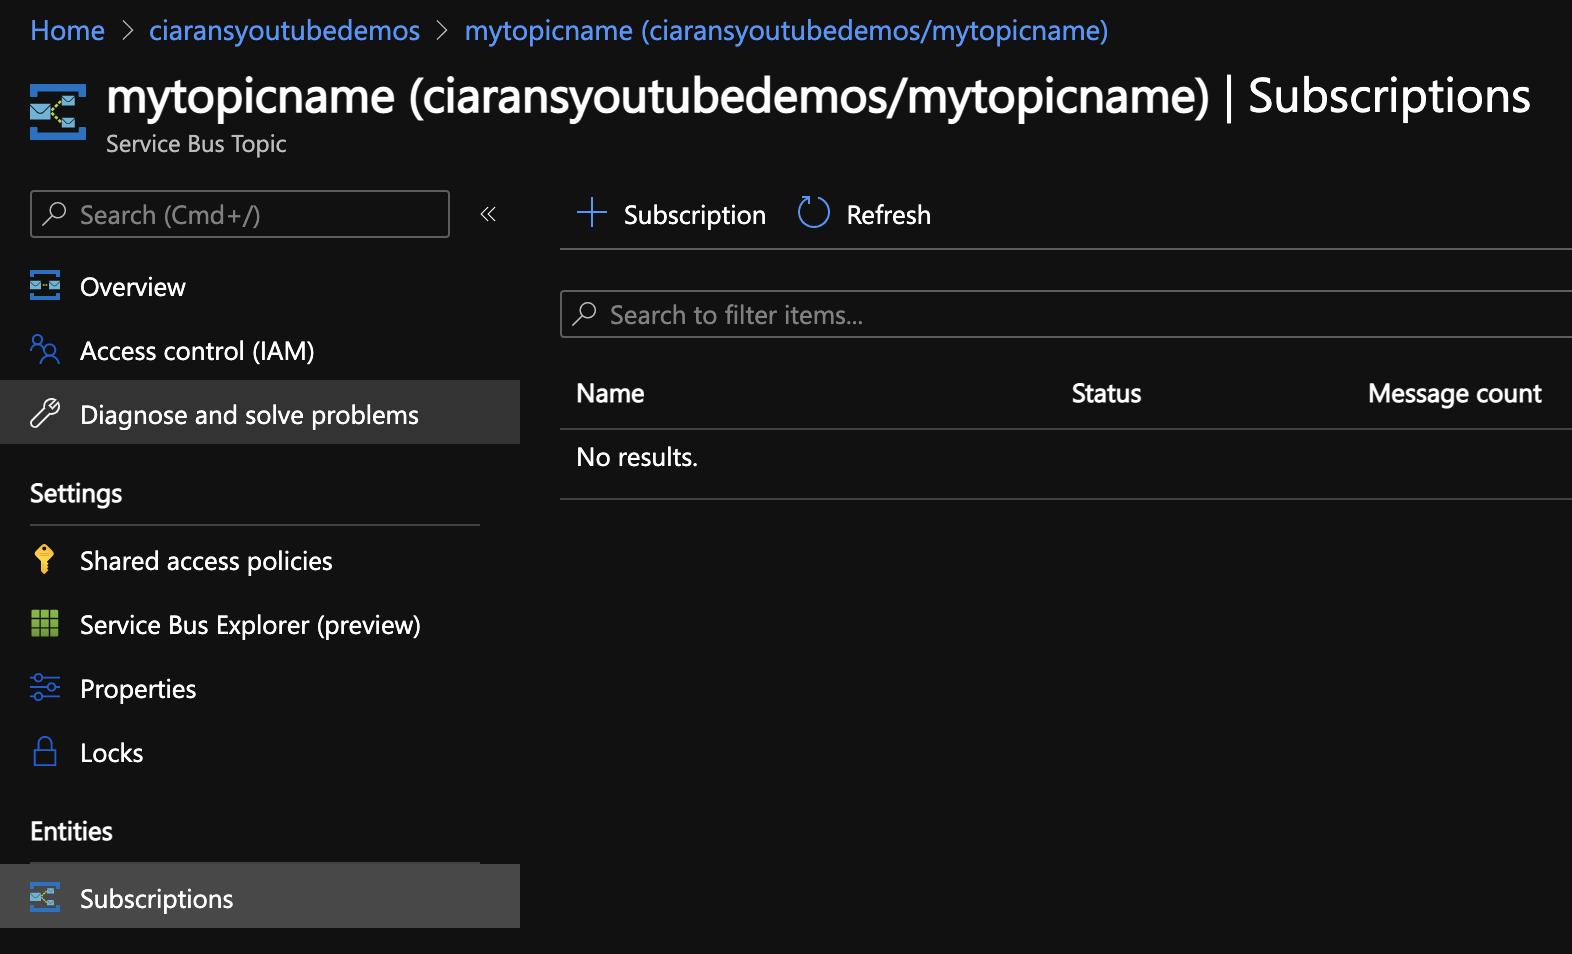 Home > ciaransyoutubedemos > mytopicname (ciaransyoutubedemos/mytopicname)
mytopicname (ciaransyoutubedemos/mytopicname) | Subscriptions
Service Bus Topic
Search (Cmd+/)
«
+ Subscription
Refresh
Overview
Access control (IAM)
Diagnose and solve problems
Settings
Shared access policies
Service Bus Explorer (preview)
Properties
Locks
Entities
Subscriptions
Search to filter items...
Name Status Message count
No results.